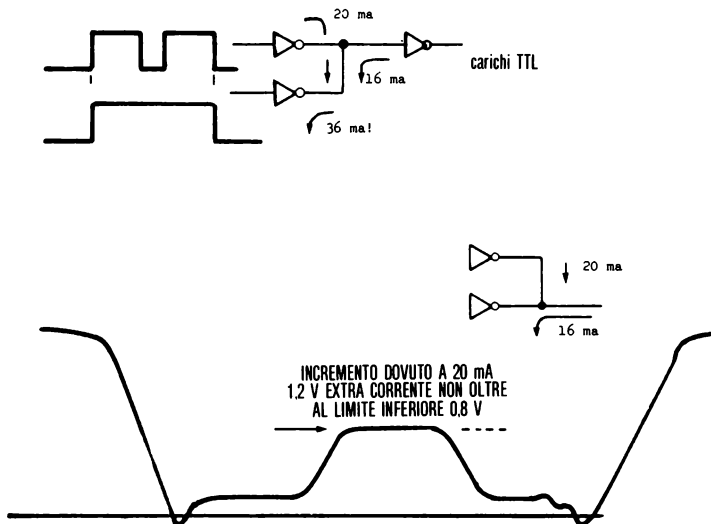 20 ma
carichi TTL
16 ma
36 ma!
20 ma
16 ma
INCREMENTO DOVUTO A 20 mA
1,2 V EXTRA CORRENTE NON OLTRE
AL LIMITE INFERIORE 0,8 V